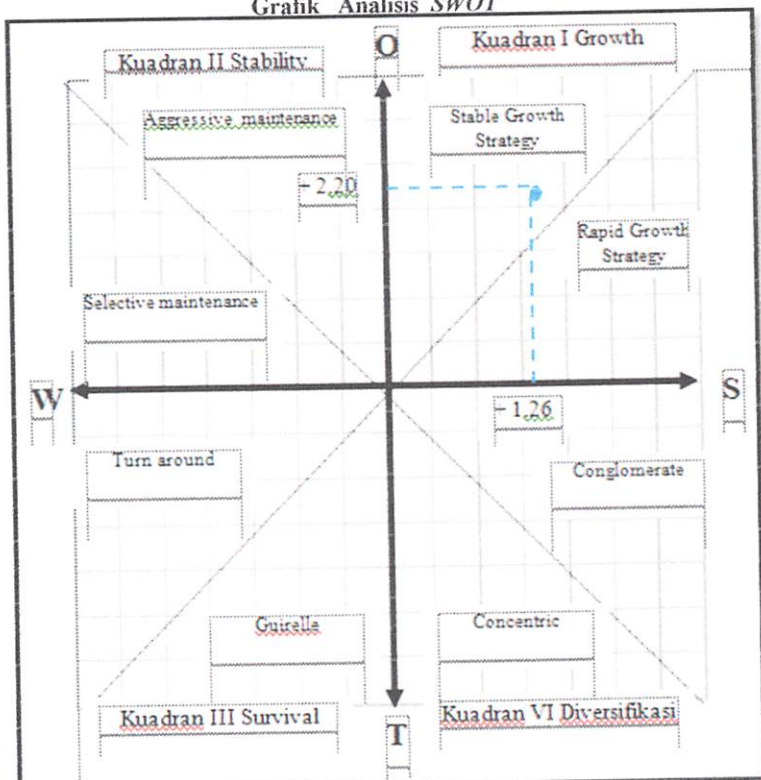 Grafik Analisis SWOT
O
Kuadran I Growth
Kuadran II Stability
Aggressive maintenance
Stable Growth
Strategy
– 2,20
Rapid Growth
Strategy
Selective maintenance
W
S
– 1,26
Turn around
Conglomerate
Guirelle
Concentric
Kuadran III Survival
Kuadran VI Diversifikasi
T